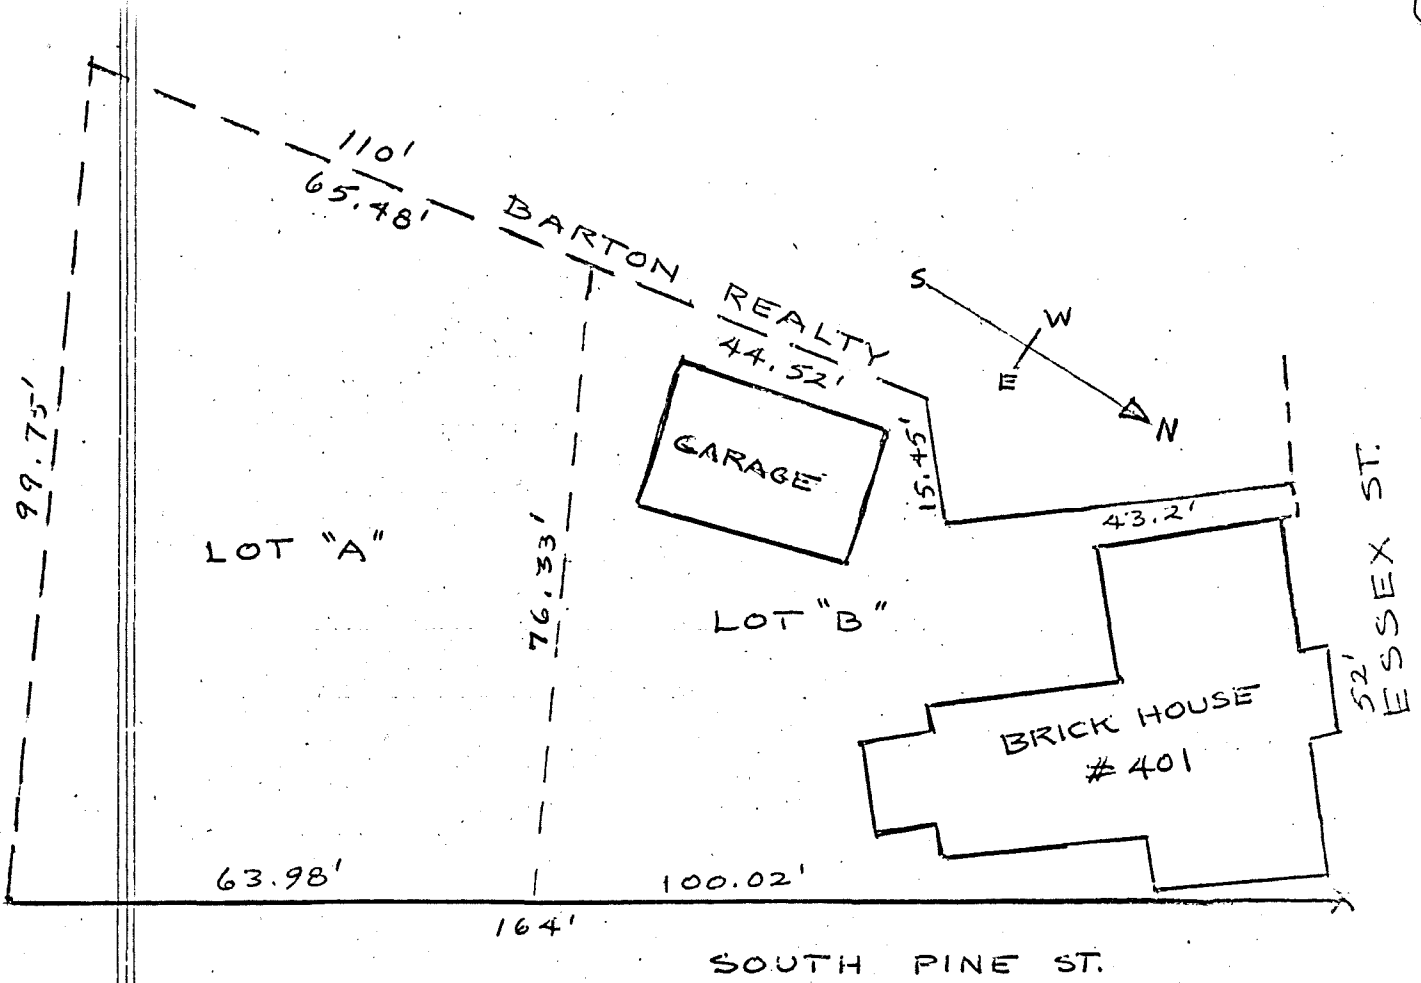 110'
65.48'
BARTON REALTY
44.52'
S
W
E
N
99.75'
GARAGE
15.45'
43.2'
ESSEX ST.
52'
LOT "A"
76.33'
LOT "B"
BRICK HOUSE
# 401
63.98'
100.02'
164'
SOUTH PINE ST.